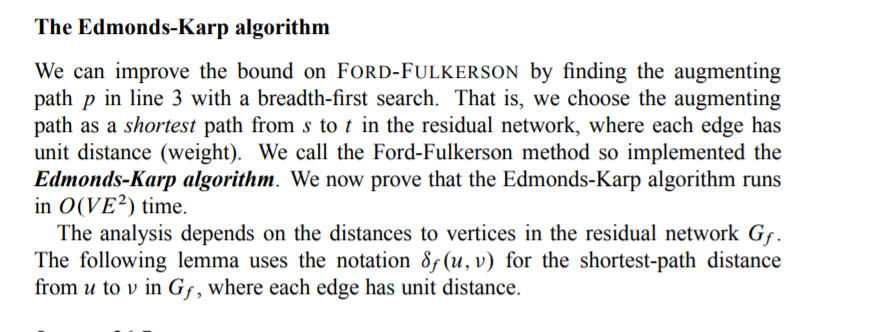 The Edmonds-Karp algorithm
We can improve the bound on FORD-FULKERSON by finding the augmenting
path p in line 3 with a breadth-first search. That is, we choose the augmenting
path as a shortest path from s to t in the residual network, where each edge has
unit distance (weight). We call the Ford-Fulkerson method so implemented the
Edmonds-Karp algorithm. We now prove that the Edmonds-Karp algorithm runs
in O(VE²) time.
The analysis depends on the distances to vertices in the residual network G_f.
The following lemma uses the notation δ_f(u, v) for the shortest-path distance
from u to v in G_f, where each edge has unit distance.